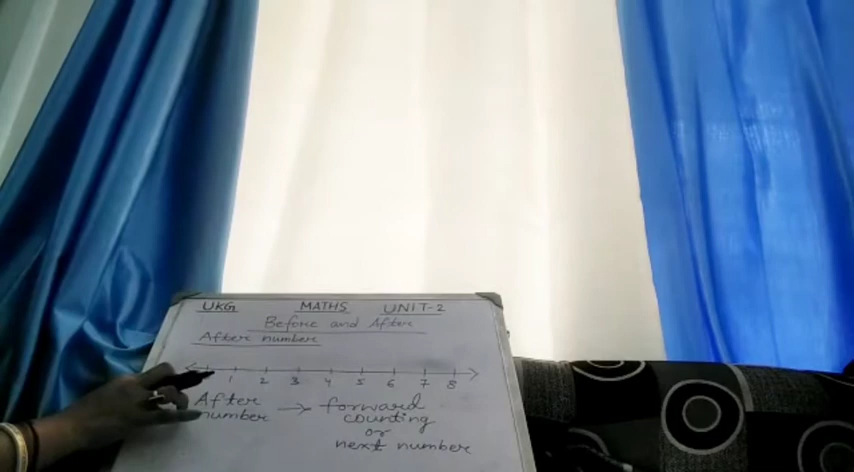 UKG MATHS UNIT-2
Before and After
After number
1 2 3 4 5 6 7 8
After number → forward counting or next number